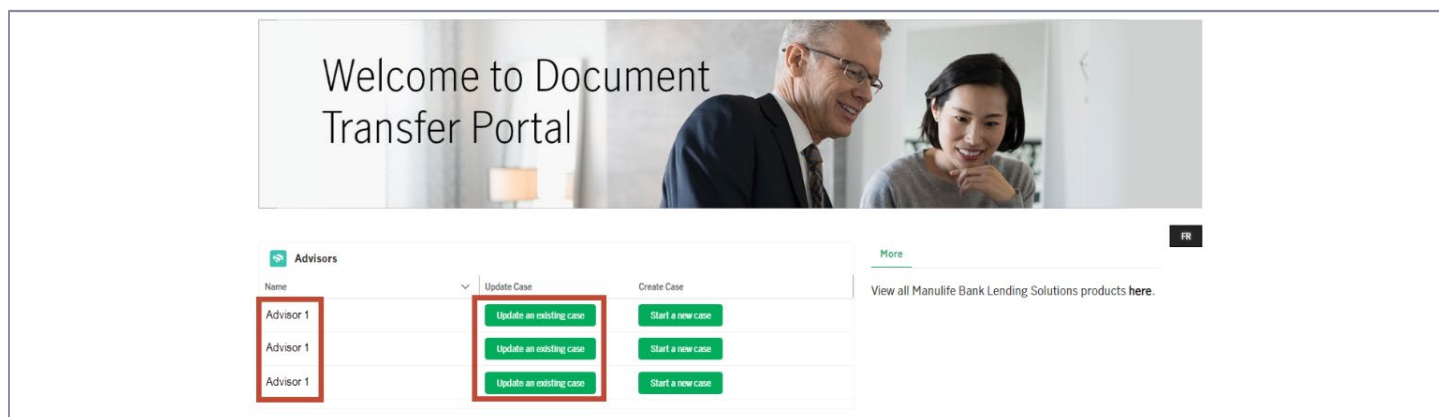 Welcome to Document
Transfer Portal
FR
Advisors
More
Name
Update Case
Create Case
View all Manulife Bank Lending Solutions products here.
Advisor 1
Update an existing case
Start a new case
Advisor 1
Update an existing case
Start a new case
Advisor 1
Update an existing case
Start a new case